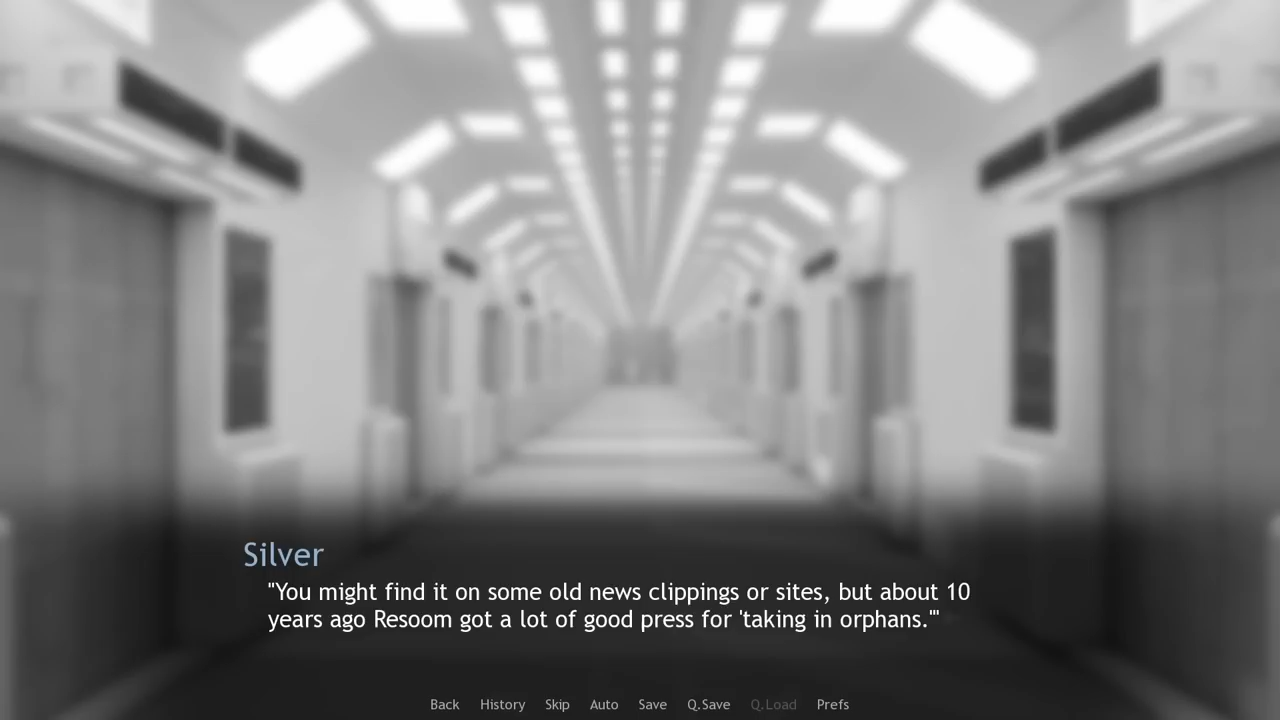 Silver
"You might find it on some old news clippings or sites, but about 10
years ago Resoom got a lot of good press for 'taking in orphans.'"
Back History Skip Auto Save Q.Save Q.Load Prefs